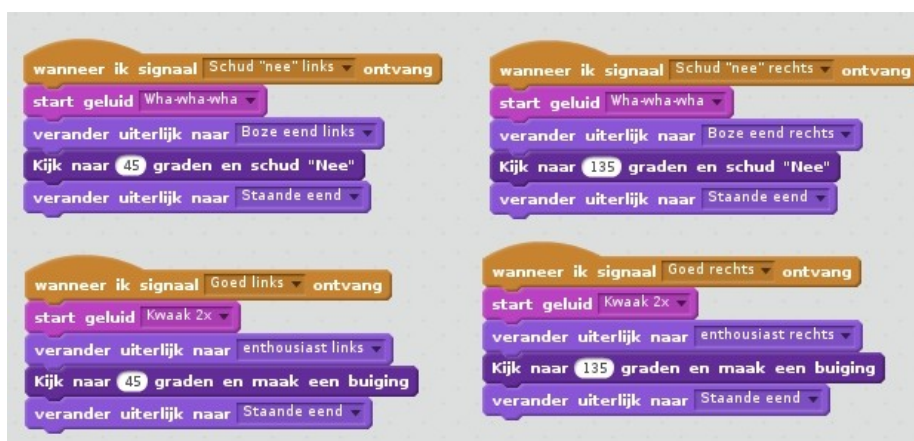 wanneer ik signaal Schud "nee" links ontvang
start geluid Wha-wha-wha
verander uiterlijk naar Boze eend links
Kijk naar 45 graden en schud "Nee"
verander uiterlijk naar Staande eend
wanneer ik signaal Schud "nee" rechts ontvang
start geluid Wha-wha-wha
verander uiterlijk naar Boze eend rechts
Kijk naar 135 graden en schud "Nee"
verander uiterlijk naar Staande eend
wanneer ik signaal Goed links ontvang
start geluid Kwaak 2x
verander uiterlijk naar enthousiast links
Kijk naar 45 graden en maak een buiging
verander uiterlijk naar Staande eend
wanneer ik signaal Goed rechts ontvang
start geluid Kwaak 2x
verander uiterlijk naar enthousiast rechts
Kijk naar 135 graden en maak een buiging
verander uiterlijk naar Staande eend